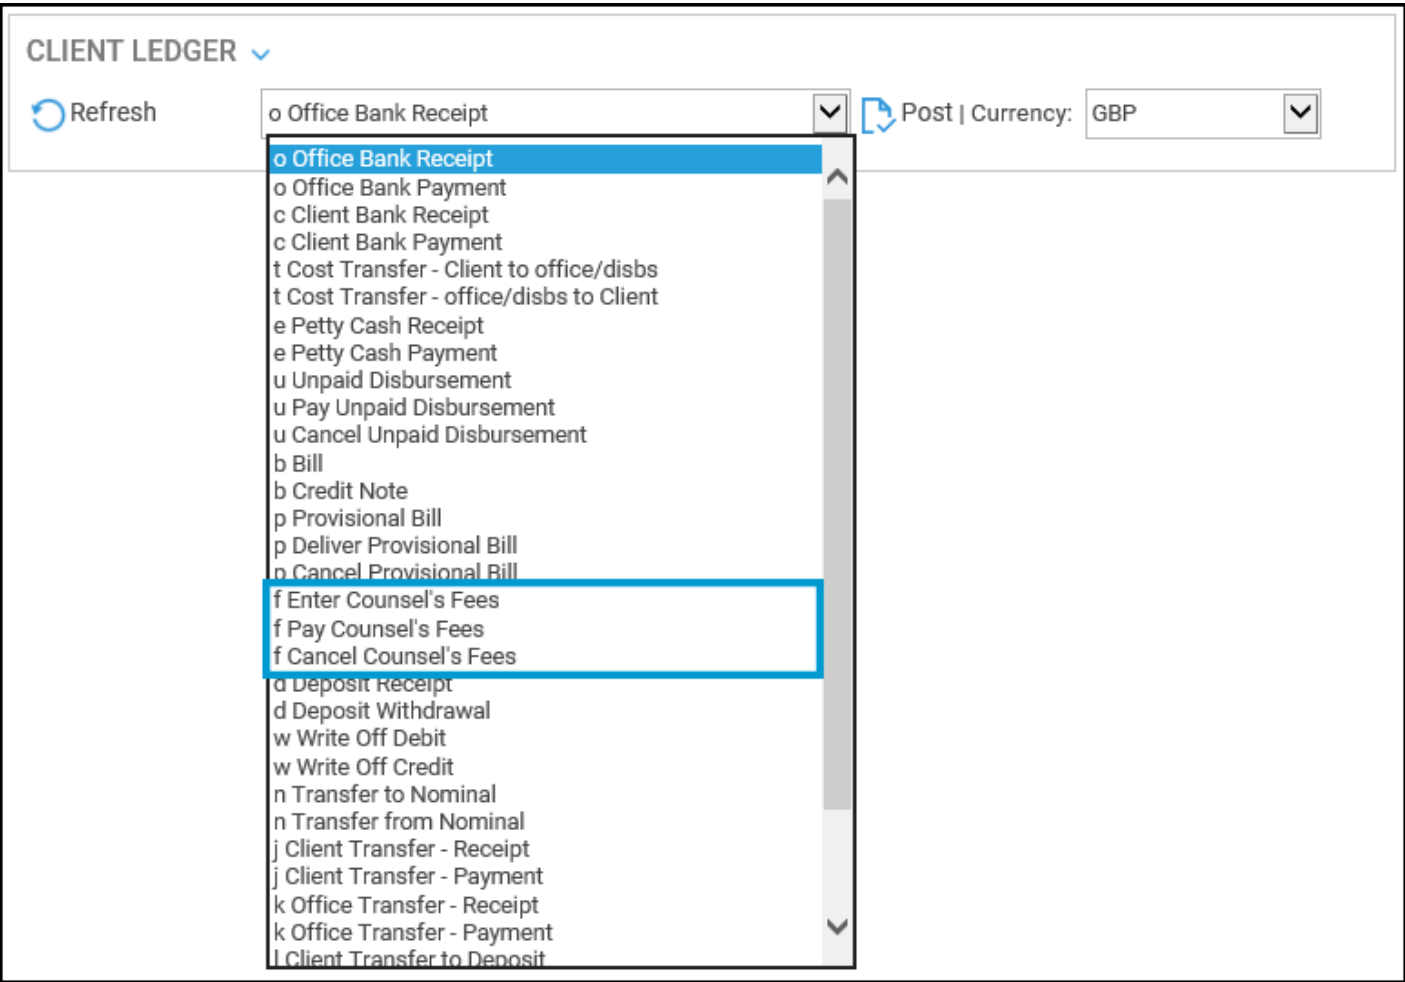 CLIENT LEDGER
Refresh o Office Bank Receipt Post | Currency: GBP
o Office Bank Receipt
o Office Bank Payment
c Client Bank Receipt
c Client Bank Payment
t Cost Transfer - Client to office/disbs
t Cost Transfer - office/disbs to Client
e Petty Cash Receipt
e Petty Cash Payment
u Unpaid Disbursement
u Pay Unpaid Disbursement
u Cancel Unpaid Disbursement
b Bill
b Credit Note
p Provisional Bill
p Deliver Provisional Bill
p Cancel Provisional Bill
f Enter Counsel's Fees
f Pay Counsel's Fees
f Cancel Counsel's Fees
d Deposit Receipt
d Deposit Withdrawal
w Write Off Debit
w Write Off Credit
n Transfer to Nominal
n Transfer from Nominal
j Client Transfer - Receipt
j Client Transfer - Payment
k Office Transfer - Receipt
k Office Transfer - Payment
l Client Transfer to Deposit